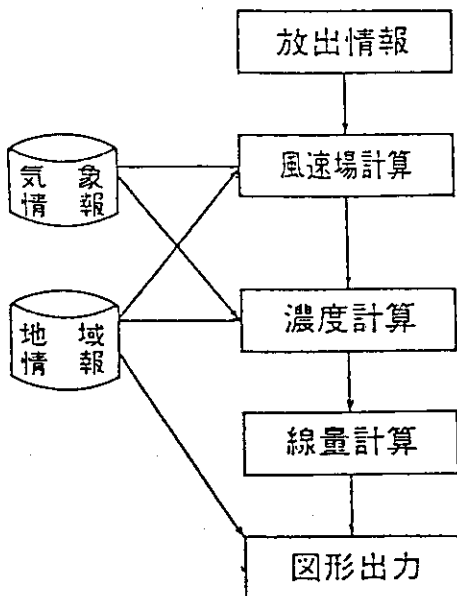 放出情報
気象
情報
風速場計算
地域
情報
濃度計算
線量計算
図形出力